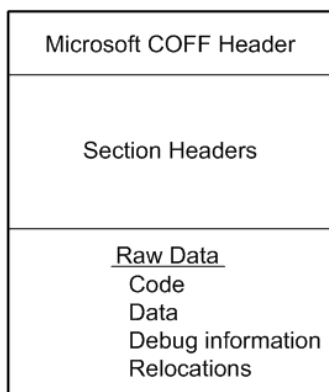 Microsoft COFF Header
Section Headers
Raw Data
Code
Data
Debug information
Relocations